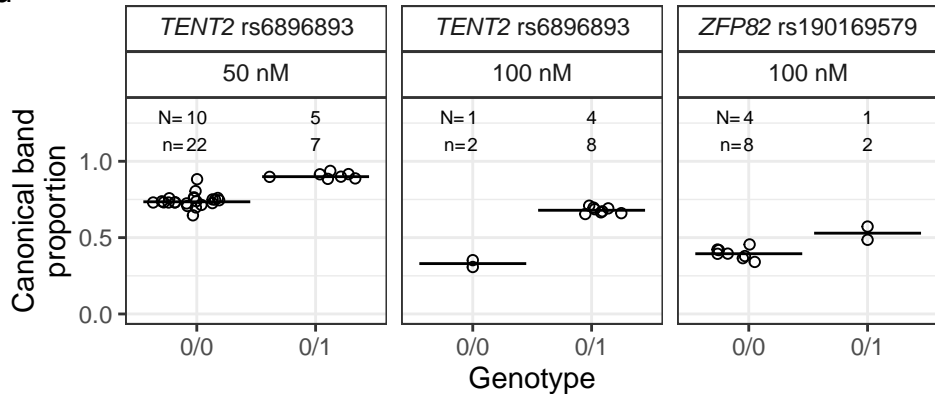 TENT2 rs6896893
TENT2 rs6896893
ZFP82 rs190169579
50 nM
100 nM
100 nM
N= 10
5
N= 1
4
N= 4
1
n=22
7
n=2
8
n=8
2
Canonical band
proportion
1.0
0.5
0.0
0/0
0/1
0/0
0/1
0/0
0/1
Genotype